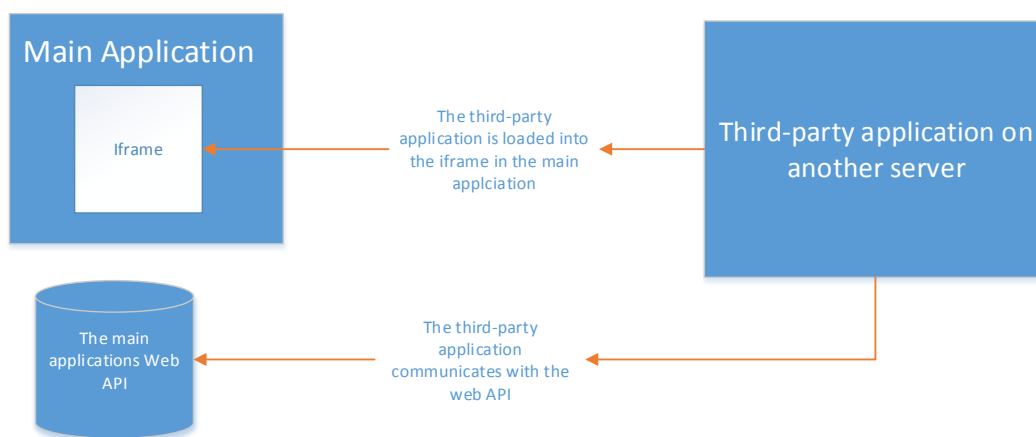 Main Application
Iframe
The third-party
application is loaded into
the iframe in the main
applciation
Third-party application on
another server
The main
applications Web
API
The third-party
application
communicates with the
web API